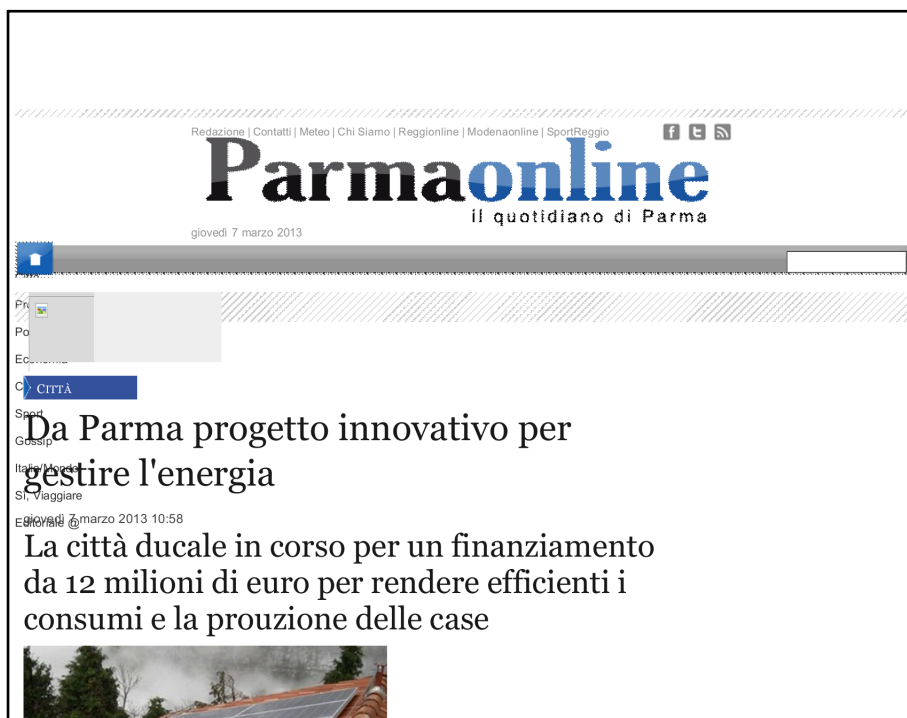 Redazione | Contatti | Meteo | Chi Siamo | Reggionline | Modenaonline | SportReggio
Parmaonline
il quotidiano di Parma
giovedì 7 marzo 2013
CITTÀ
Sport
Gossip
Italia/Mondo
Sì, Viaggiare
Editoriale @
Da Parma progetto innovativo per
gestire l'energia
giovedì 7 marzo 2013 10:58
La città ducale in corso per un finanziamento
da 12 milioni di euro per rendere efficienti i
consumi e la prouzione delle case